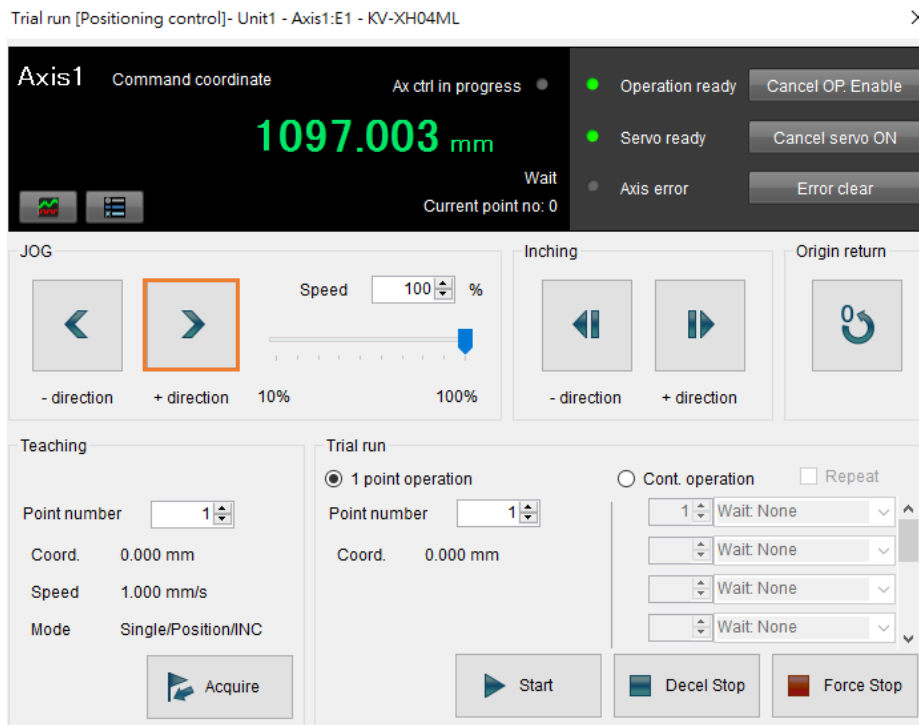 Trial run [Positioning control]- Unit1 - Axis1:E1 - KV-XH04ML
Axis1 Command coordinate Ax ctrl in progress
1097.003 mm
Wait
Current point no: 0
Operation ready Cancel OP. Enable
Servo ready Cancel servo ON
Axis error Error clear
JOG
Speed 100 %
- direction + direction 10% 100%
Inching
- direction + direction
Origin return
0
Teaching
Point number 1
Coord. 0.000 mm
Speed 1.000 mm/s
Mode Single/Position/INC
Acquire
Trial run
1 point operation
Point number 1
Coord. 0.000 mm
Cont. operation Repeat
1 Wait: None
Wait: None
Wait: None
Wait: None
Start Decel Stop Force Stop